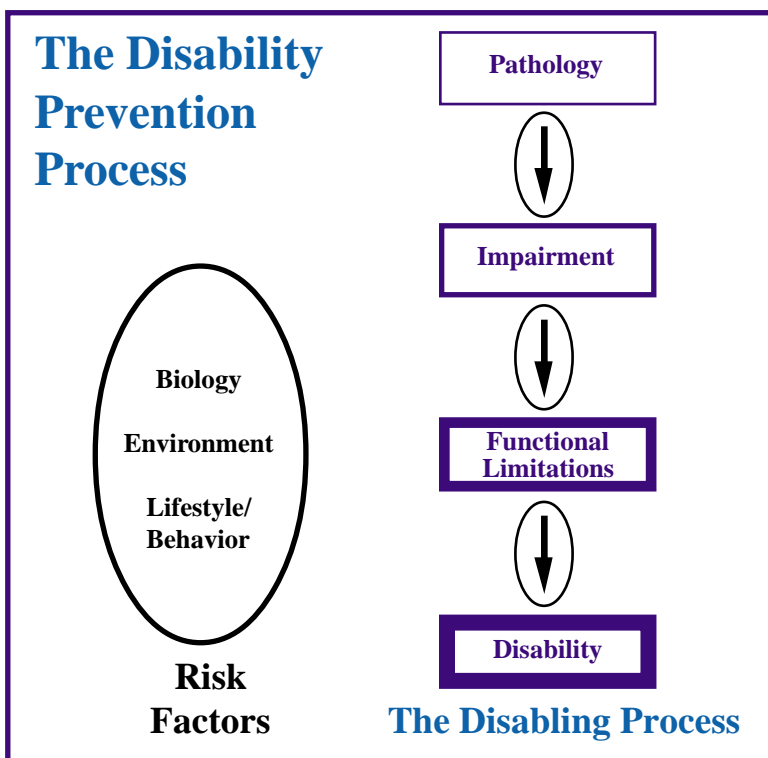 The Disability
Prevention
Process
Pathology
Impairment
Functional
Limitations
Disability
The Disabling Process
Biology
Environment
Lifestyle/
Behavior
Risk
Factors